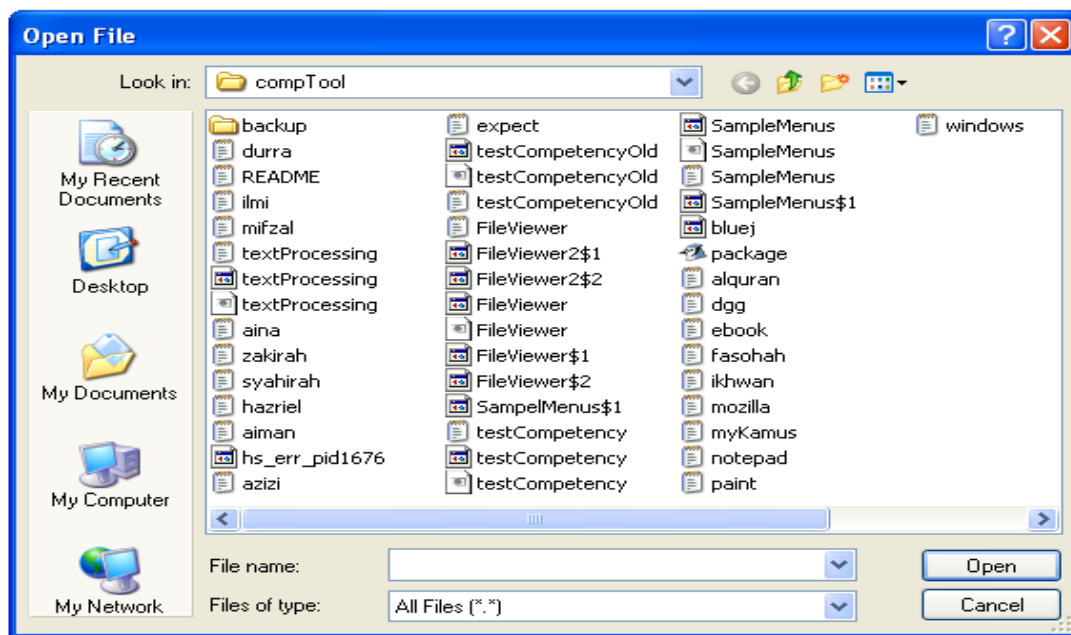 Open File
Look in: compTool
My Recent
Documents
Desktop
My Documents
My Computer
My Network
backup
durra
README
ilmi
mifzal
textProcessing
textProcessing
textProcessing
aina
zakirah
syahirah
hazriel
aiman
hs_err_pid1676
azizi
expect
testCompetencyOld
testCompetencyOld
testCompetencyOld
FileViewer
FileViewer2$1
FileViewer2$2
FileViewer
FileViewer
FileViewer$1
FileViewer$2
SampelMenus$1
testCompetency
testCompetency
testCompetency
SampleMenus
SampleMenus
SampleMenus
SampleMenus$1
bluej
package
alquran
dgg
ebook
fasohah
ikhwan
mozilla
myKamus
notepad
paint
windows
File name:
Open
Files of type: All Files (*.*)
Cancel